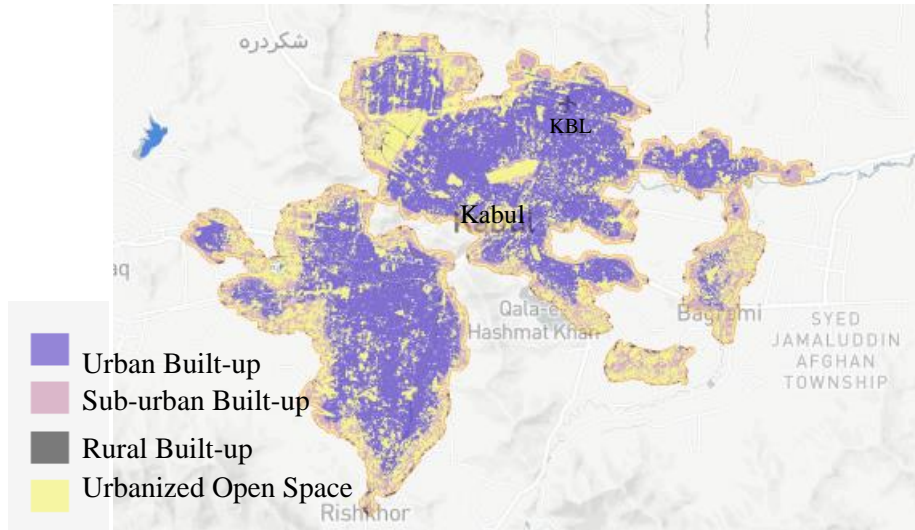 شکردره
KBL
Kabul
Kabul
aq
Qala-e-
Hashmat Khan
Bagrami
SYED
JAMALUDDIN
AFGHAN
TOWNSHIP
Urban Built-up
Sub-urban Built-up
Rural Built-up
Urbanized Open Space
Rishkhor